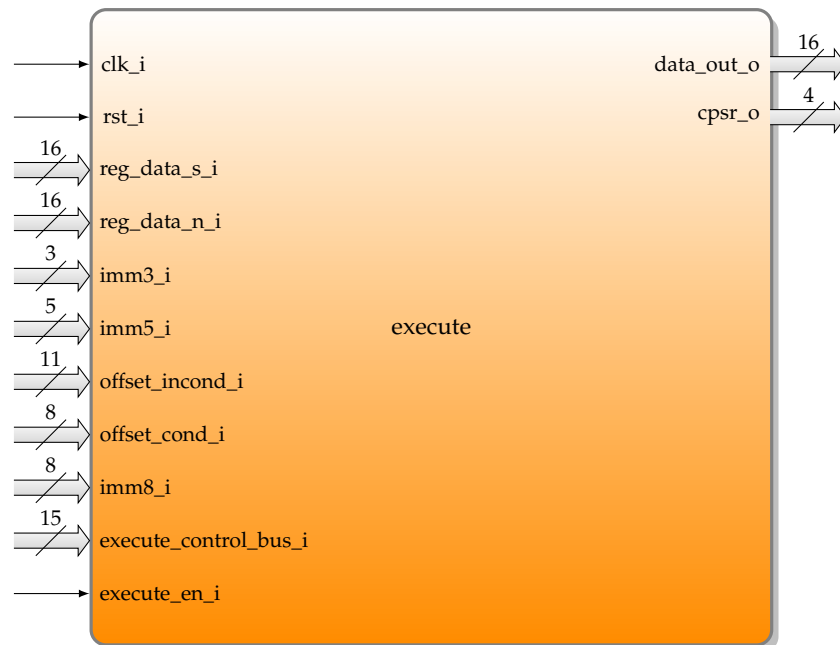 clk_i
16
data_out_o
rst_i
4
cpsr_o
16
reg_data_s_i
16
reg_data_n_i
3
imm3_i
5
imm5_i
execute
11
offset_incond_i
8
offset_cond_i
8
imm8_i
15
execute_control_bus_i
execute_en_i